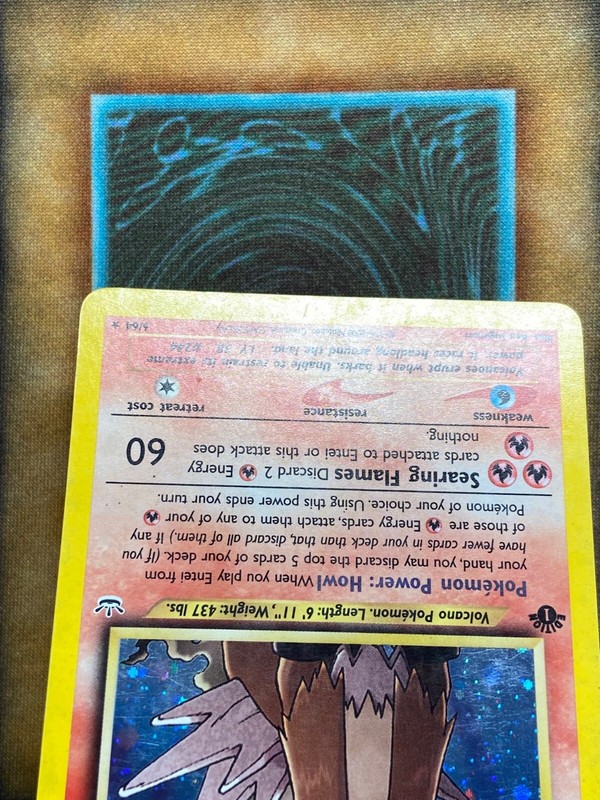 EDITION 1
Volcano Pokémon. Length: 6' 11", Weight: 437 lbs.
Pokémon Power: Howl When you play Entei from
your hand, you may discard the top 5 cards of your deck. (If you
have fewer cards in your deck than that, discard all of them.) If any
of those are Energy cards, attach them to any of your
Pokémon of your choice. Using this power ends your turn.
Searing Flames Discard 2 Energy
cards attached to Entei or this attack does
nothing.
60
weakness resistance retreat cost
Volcanoes erupt when it barks. Unable to restrain its extreme
power, it races headlong around the land. LV. 38 #244
6/64 ★